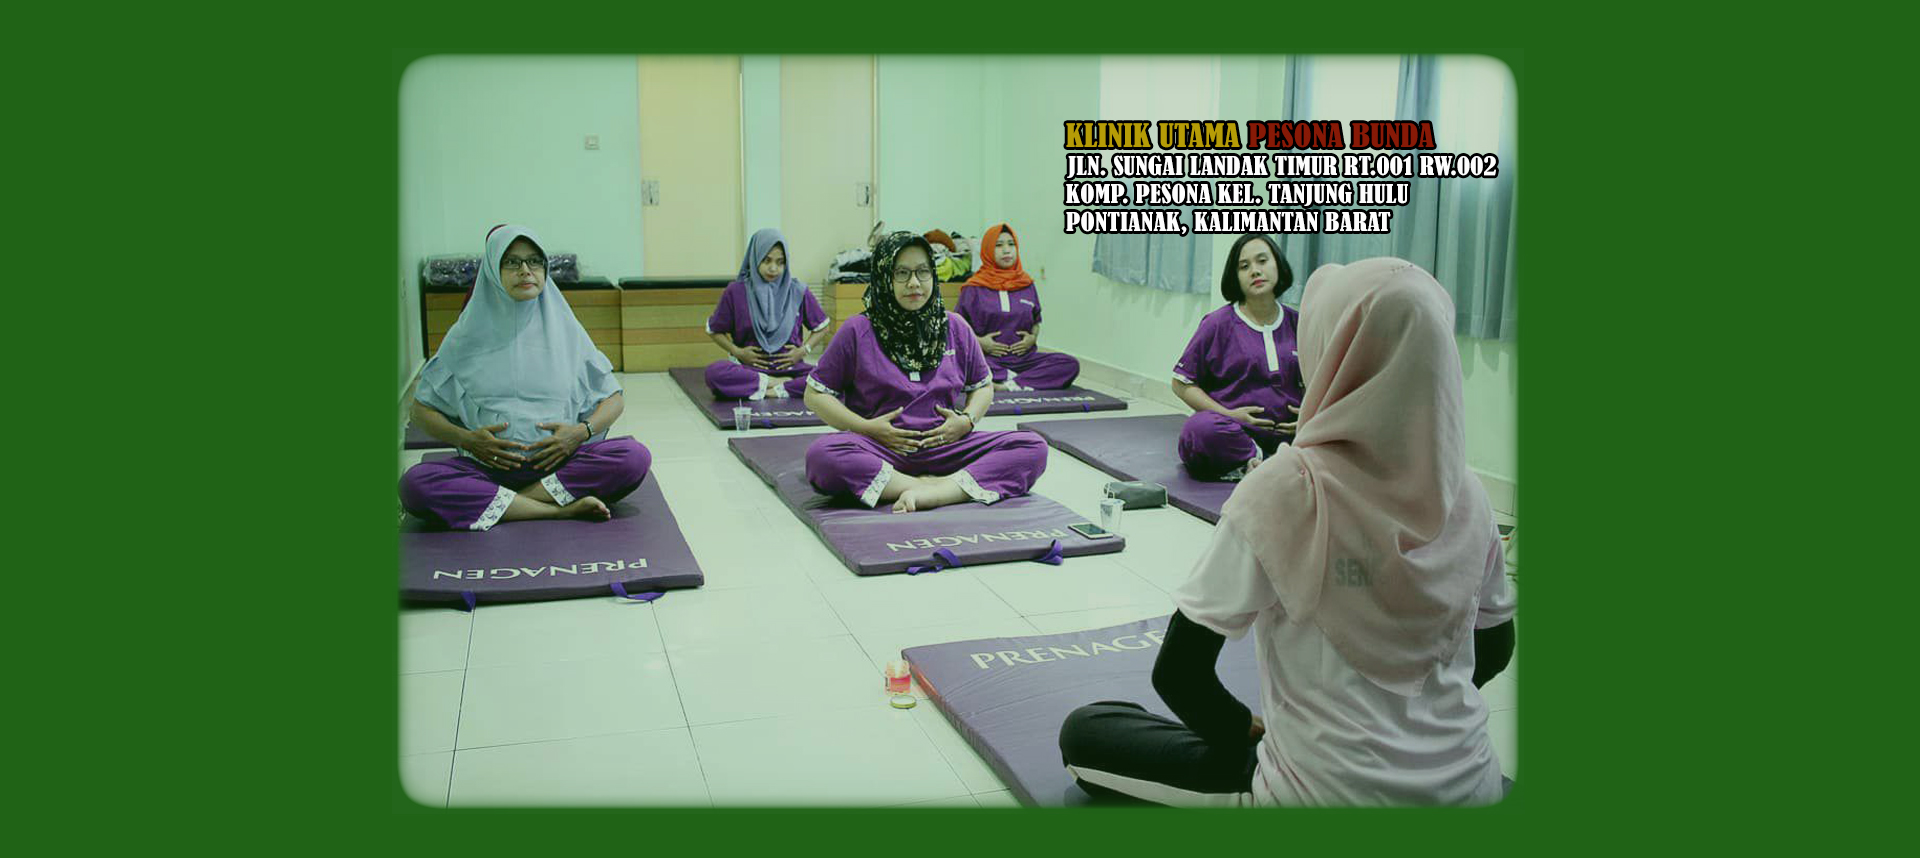 KLINIK UTAMA PESONA BUNDA
JLN. SUNGAI LANDAK TIMUR RT.001 RW.002
KOMP. PESONA KEL. TANJUNG HULU
PONTIANAK, KALIMANTAN BARAT
PRENAGEN
PRENAGEN
PRENAGEN
PRENAGE